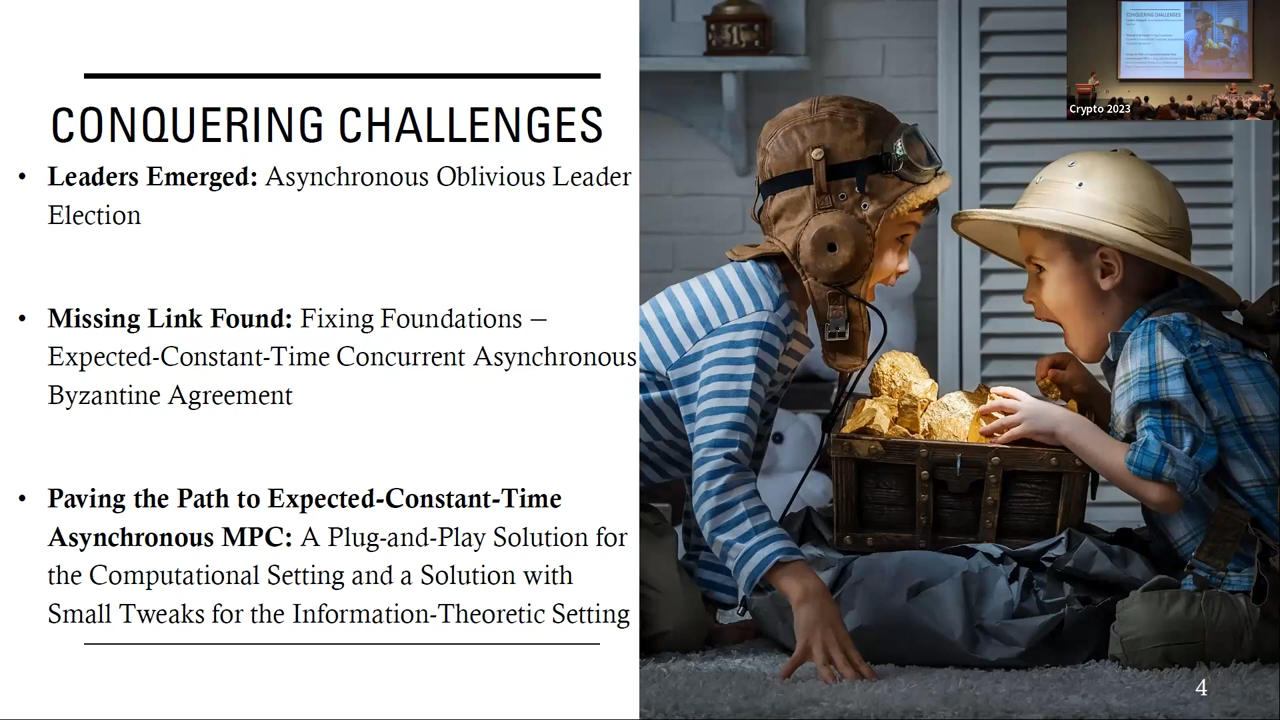 CONQUERING CHALLENGES
• Leaders Emerged: Asynchronous Oblivious Leader
Election
• Missing Link Found: Fixing Foundations –
Expected-Constant-Time Concurrent Asynchronous
Byzantine Agreement
• Paving the Path to Expected-Constant-Time
Asynchronous MPC: A Plug-and-Play Solution for
the Computational Setting and a Solution with
Small Tweaks for the Information-Theoretic Setting
CONQUERING CHALLENGES
Crypto 2023
4